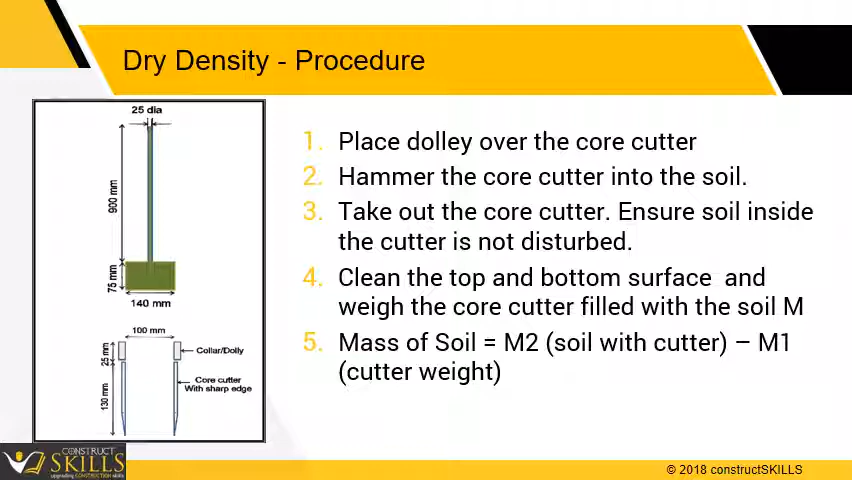 Dry Density - Procedure
25 dia
900 mm
75 mm
140 mm
100 mm
25 mm
Collar/Dolly
130 mm
Core cutter
With sharp edge
1. Place dolley over the core cutter
2. Hammer the core cutter into the soil.
3. Take out the core cutter. Ensure soil inside
the cutter is not disturbed.
4. Clean the top and bottom surface and
weigh the core cutter filled with the soil M
5. Mass of Soil = M2 (soil with cutter) – M1
(cutter weight)
CONSTRUCT
SKILLS
upgrading CONSTRUCTION skills
© 2018 constructSKILLS